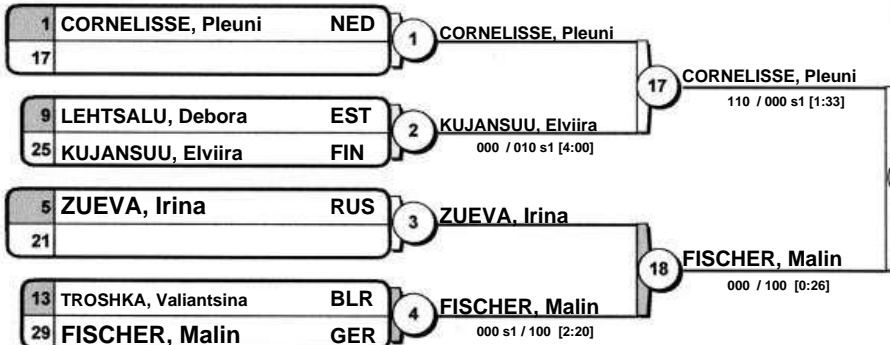 1 CORNELISSE, Pleuni NED
17
1
CORNELISSE, Pleuni
9 LEHTSALU, Debora EST
25 KUJANSUU, Elviira FIN
2
KUJANSUU, Elviira
000 / 010 s1 [4:00]
17
CORNELISSE, Pleuni
110 / 000 s1 [1:33]
5 ZUEVA, Irina RUS
21
3
ZUEVA, Irina
13 TROSHKA, Valiantsina BLR
29 FISCHER, Malin GER
4
FISCHER, Malin
000 s1 / 100 [2:20]
18
FISCHER, Malin
000 / 100 [0:26]